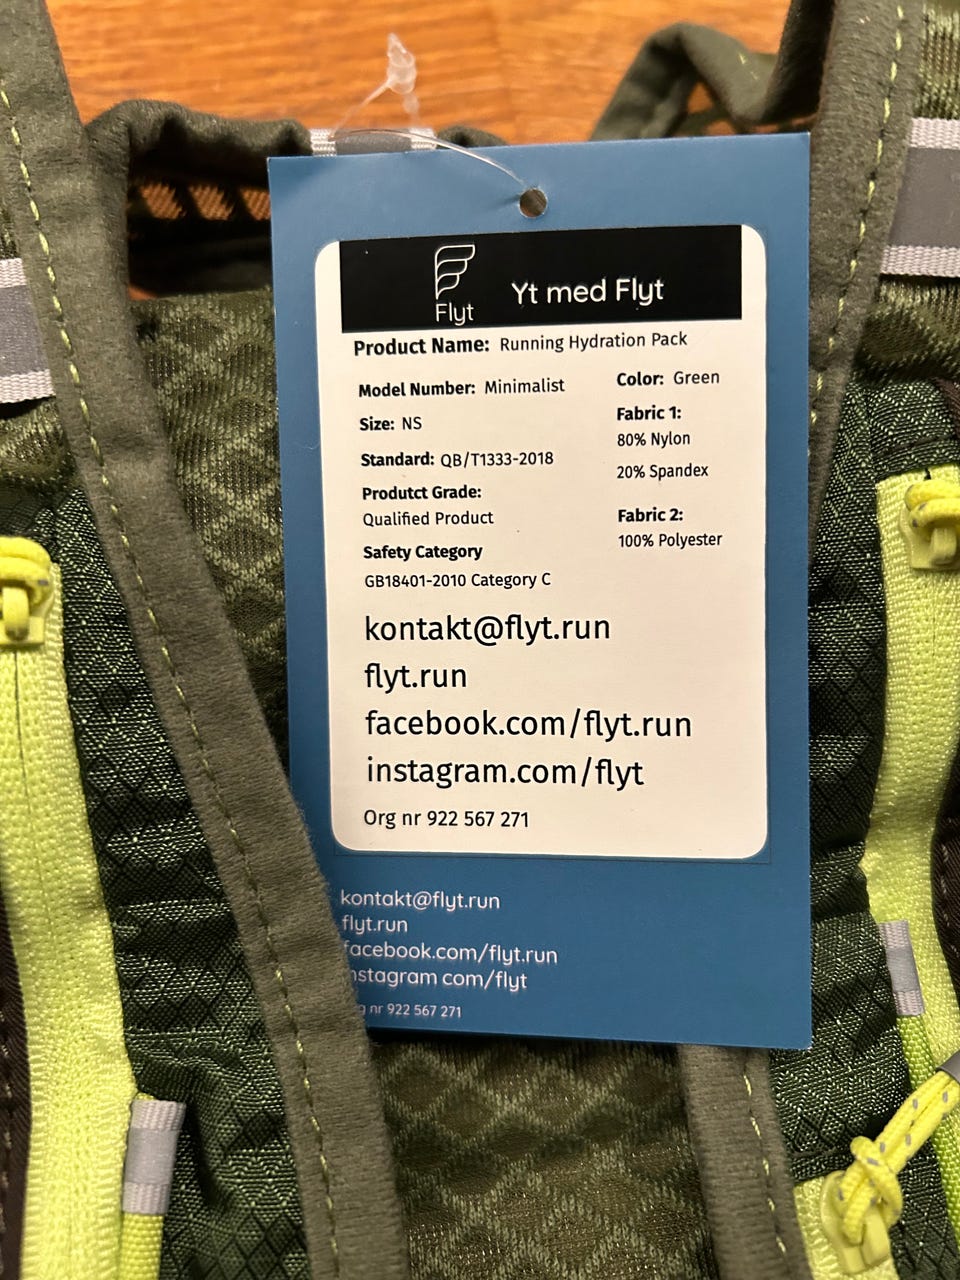 Flyt
Yt med Flyt
Product Name: Running Hydration Pack
Model Number: Minimalist
Size: NS
Standard: QB/T1333-2018
Produtct Grade:
Qualified Product
Safety Category
GB18401-2010 Category C
Color: Green
Fabric 1:
80% Nylon
20% Spandex
Fabric 2:
100% Polyester
kontakt@flyt.run
flyt.run
facebook.com/flyt.run
instagram.com/flyt
Org nr 922 567 271
kontakt@flyt.run
flyt.run
facebook.com/flyt.run
nstagram com/flyt
g nr 922 567 271